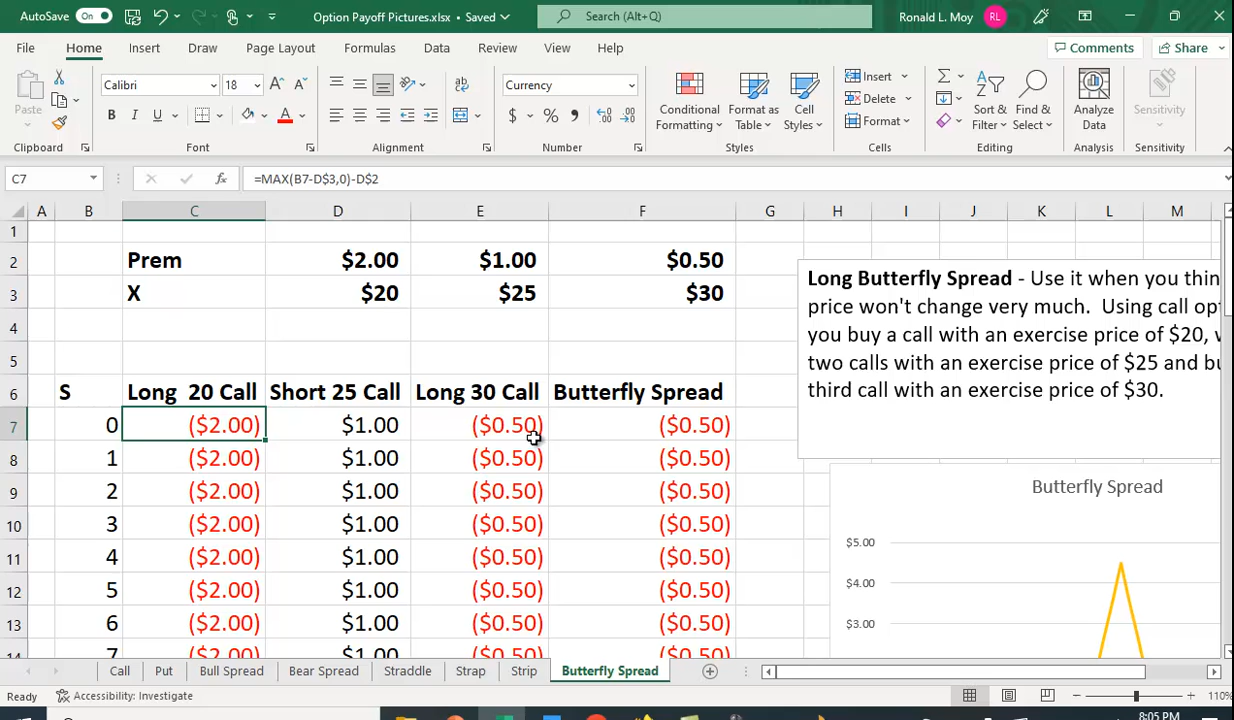 AutoSave On Option Payoff Pictures.xlsx • Saved Search (Alt+Q) Ronald L. Moy RL
File Home Insert Draw Page Layout Formulas Data Review View Help Comments Share
Paste Calibri 18 A A B I U A Currency $ % , Conditional Formatting Format as Table Cell Styles Insert Delete Format Sort & Filter Find & Select Analyze Data Sensitivity
Clipboard Font Alignment Number Styles Cells Editing Analysis Sensitivity
C7 fx =MAX(B7-D$3,0)-D$2
A B C D E F G H I J K L M
1
2 Prem $2.00 $1.00 $0.50
3 X $20 $25 $30
4
5
6 S Long 20 Call Short 25 Call Long 30 Call Butterfly Spread
7 0 ($2.00) $1.00 ($0.50) ($0.50)
8 1 ($2.00) $1.00 ($0.50) ($0.50)
9 2 ($2.00) $1.00 ($0.50) ($0.50)
10 3 ($2.00) $1.00 ($0.50) ($0.50)
11 4 ($2.00) $1.00 ($0.50) ($0.50)
12 5 ($2.00) $1.00 ($0.50) ($0.50)
13 6 ($2.00) $1.00 ($0.50) ($0.50)
14 7 ($2.00) $1.00 ($0.50) ($0.50)
Long Butterfly Spread - Use it when you thin
price won't change very much. Using call opt
you buy a call with an exercise price of $20, 
two calls with an exercise price of $25 and bu
third call with an exercise price of $30.
Butterfly Spread
$5.00
$4.00
$3.00
Call Put Bull Spread Bear Spread Straddle Strap Strip Butterfly Spread
Ready Accessibility: Investigate 110%
8:05 PM